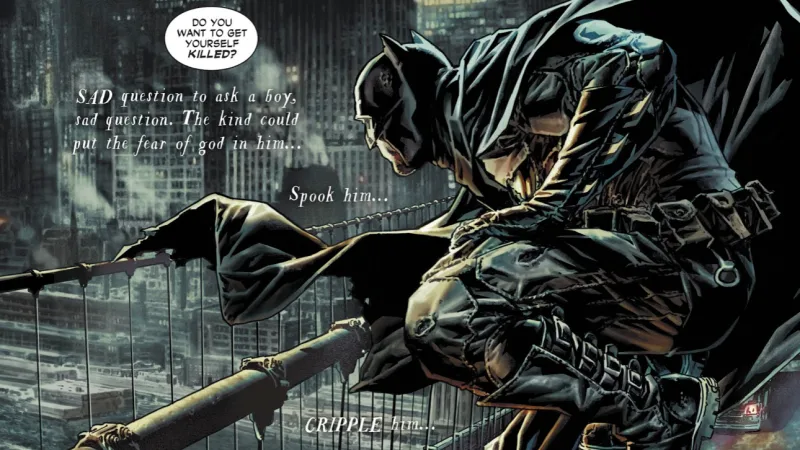 DO YOU
WANT TO GET
YOURSELF
KILLED?
SAD question to ask a boy,
sad question. The kind could
put the fear of god in him...
Spook him...
CRIPPLE him...